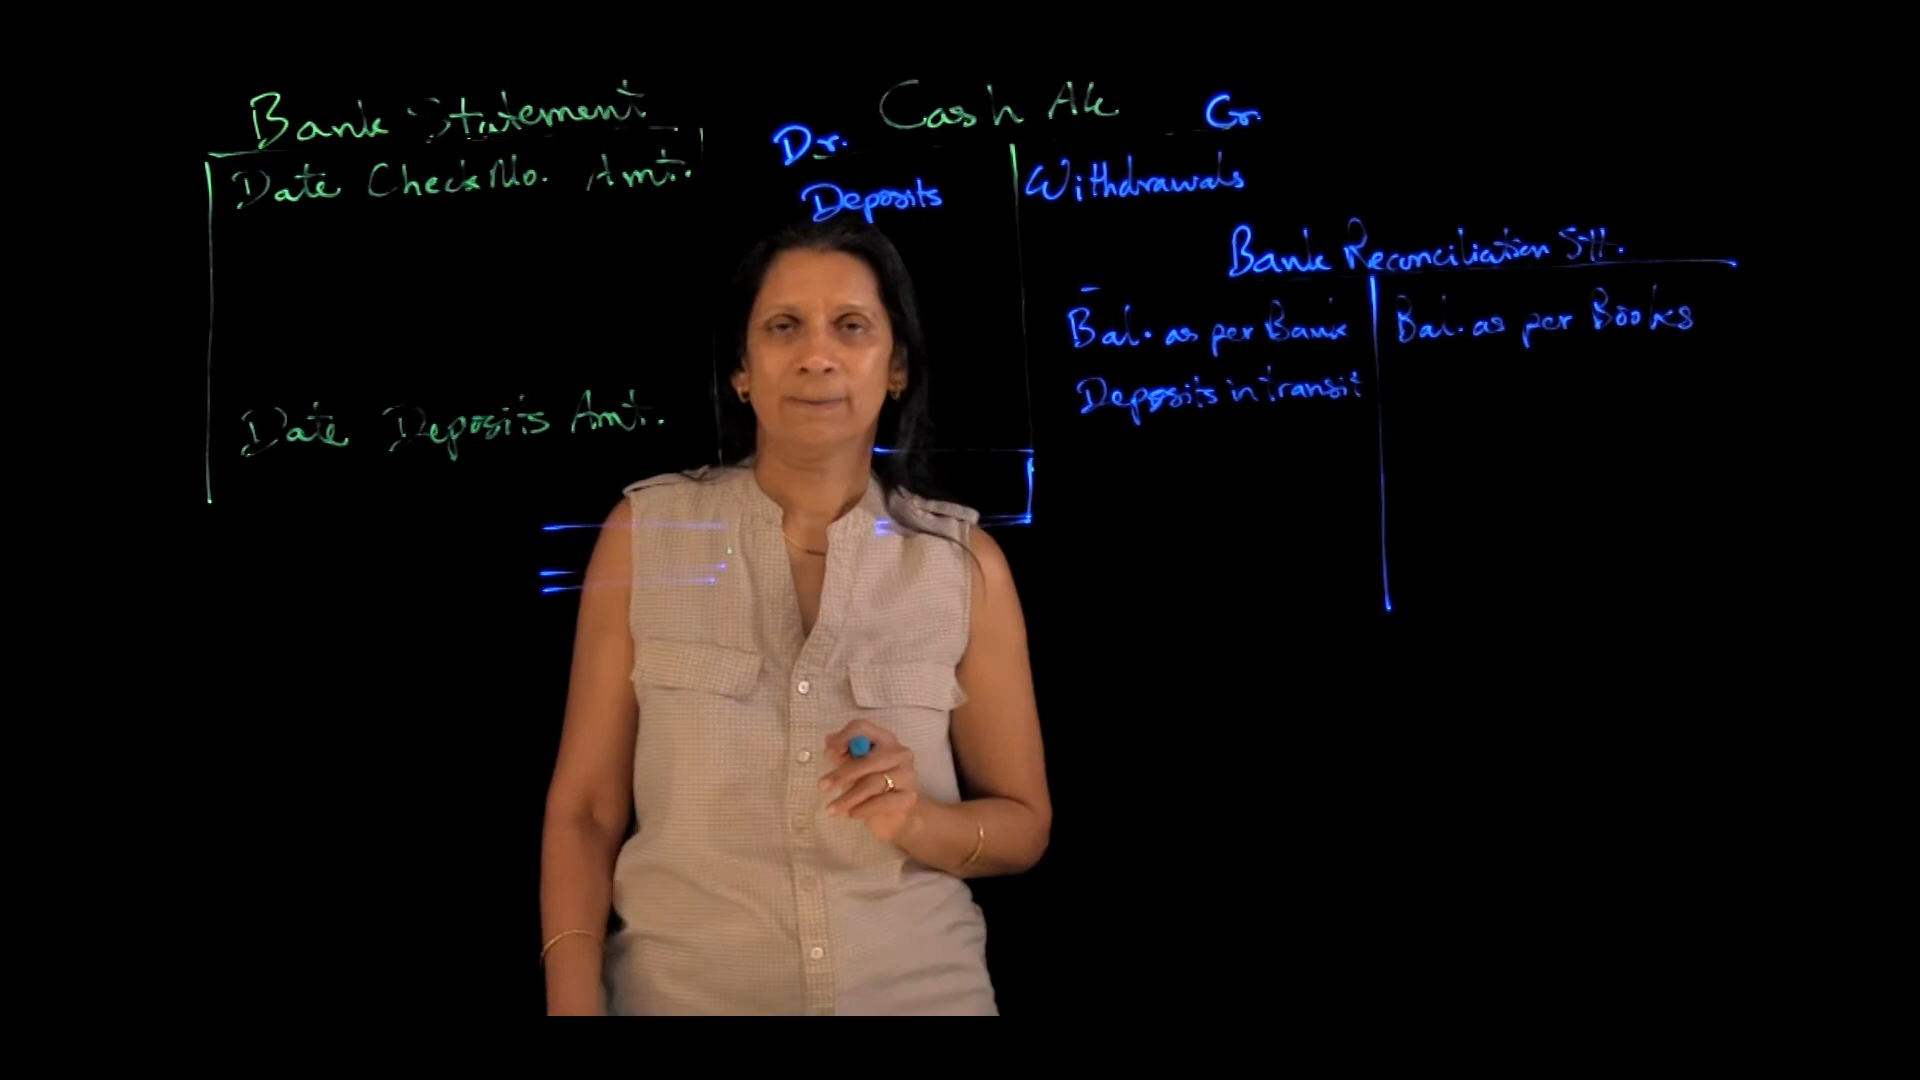 Bank Statement
Date Check No. Amt.
Date Deposits Amt.
Cash A/c
Dr.
Cr.
Deposits
Withdrawals
Bank Reconciliation Stt.
Bal. as per Bank
Bal. as per Books
Deposits in transit